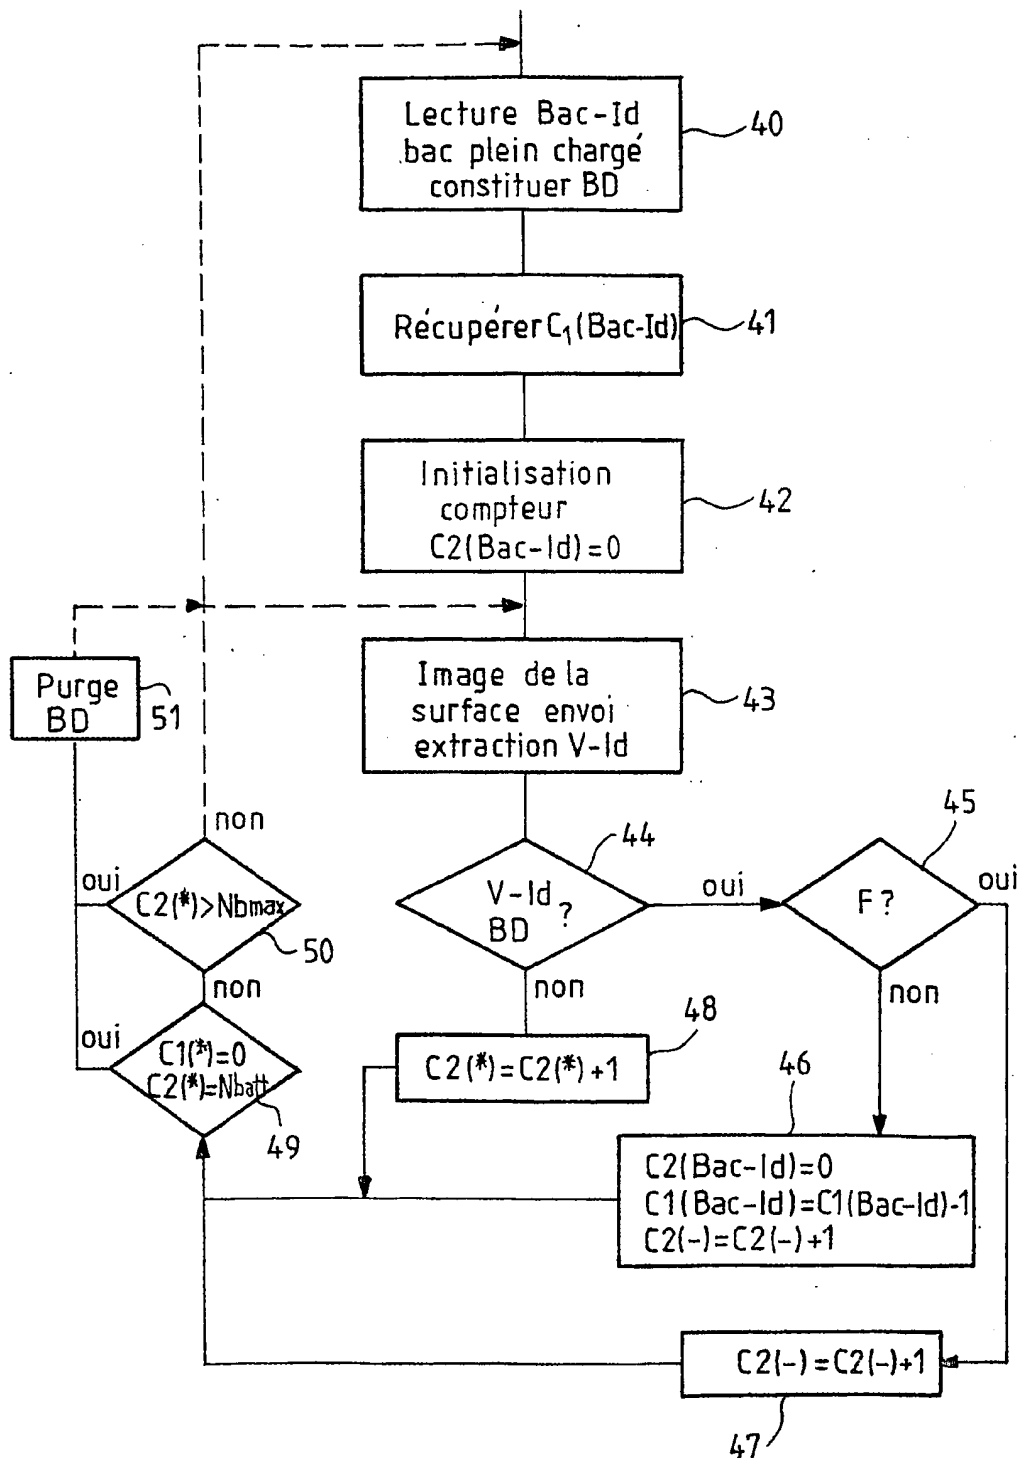 Lecture Bac-Id
bac plein chargé
constituer BD
40
Récupérer C1(Bac-Id)
41
Initialisation
compteur
C2(Bac-Id)=0
42
Image de la
surface envoi
extraction V-Id
43
Purge
BD
51
non
oui
C2(*)>Nbmax
50
non
oui
C1(*)=0
C2(*)=Nbatt
49
44
V-Id
BD ?
oui
non
45
F?
oui
non
48
C2(*)=C2(*)+1
46
C2(Bac-Id)=0
C1(Bac-Id)=C1(Bac-Id)-1
C2(-)=C2(-)+1
C2(-)=C2(-)+1
47